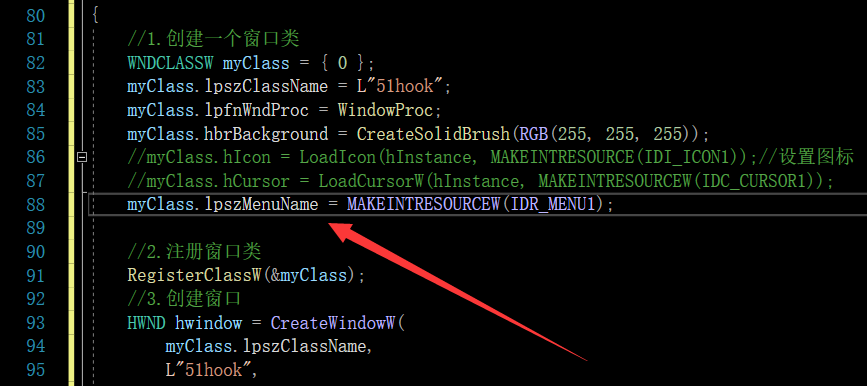 80 {
81 //1.创建一个窗口类
82 WNDCLASSW myClass = { 0 };
83 myClass.lpszClassName = L"51hook";
84 myClass.lpfnWndProc = WindowProc;
85 myClass.hbrBackground = CreateSolidBrush(RGB(255, 255, 255));
86 //myClass.hIcon = LoadIcon(hInstance, MAKEINTRESOURCE(IDI_ICON1));//设置图标
87 //myClass.hCursor = LoadCursorW(hInstance, MAKEINTRESOURCEW(IDC_CURSOR1));
88 myClass.lpszMenuName = MAKEINTRESOURCEW(IDR_MENU1);
89
90 //2.注册窗口类
91 RegisterClassW(&myClass);
92 //3.创建窗口
93 HWND hwindow = CreateWindowW(
94 myClass.lpszClassName,
95 L"51hook",